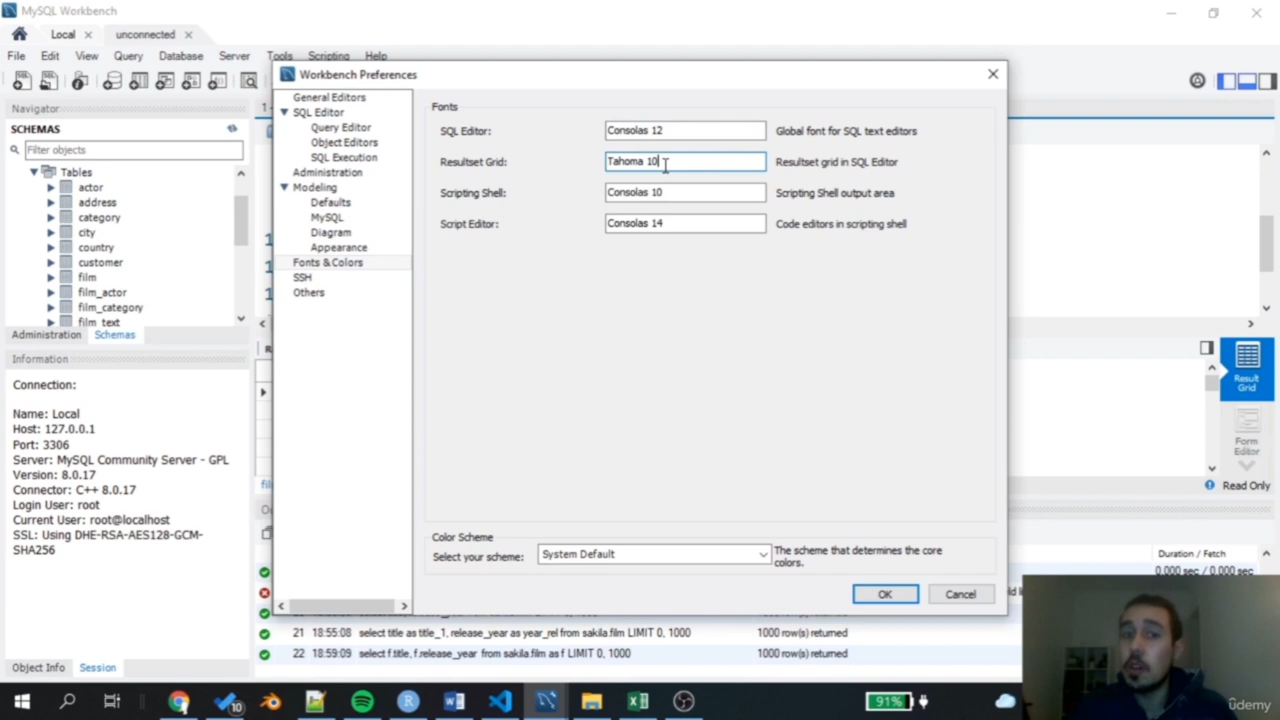 MySQL Workbench
Local
unconnected
File Edit View Query Database Server Tools Scripting Help
Navigator
SCHEMAS
Filter objects
Tables
actor
address
category
city
country
customer
film
film_actor
film_category
film_text
Administration Schemas
Information
Connection:
Name: Local
Host: 127.0.0.1
Port: 3306
Server: MySQL Community Server - GPL
Version: 8.0.17
Connector: C++ 8.0.17
Login User: root
Current User: root@localhost
SSL: Using DHE-RSA-AES128-GCM-
SHA256
Object Info Session
Workbench Preferences
General Editors
SQL Editor
Query Editor
Object Editors
SQL Execution
Administration
Modeling
Defaults
MySQL
Diagram
Appearance
Fonts & Colors
SSH
Others
Fonts
SQL Editor: Consolas 12 Global font for SQL text editors
Resultset Grid: Tahoma 10 Resultset grid in SQL Editor
Scripting Shell: Consolas 10 Scripting Shell output area
Script Editor: Consolas 14 Code editors in scripting shell
Color Scheme
Select your scheme: System Default The scheme that determines the core
colors.
OK Cancel
Result
Grid
Form
Editor
Read Only
Duration / Fetch
0.000 sec / 0.000 sec
21 18:55:08 select title as title_1, release_year as year_rel from sakila.film LIMIT 0, 1000 1000 row(s) returned
22 18:59:09 select f.title, f.release_year from sakila.film as f LIMIT 0, 1000 1000 row(s) returned
10
91%
ûdemy